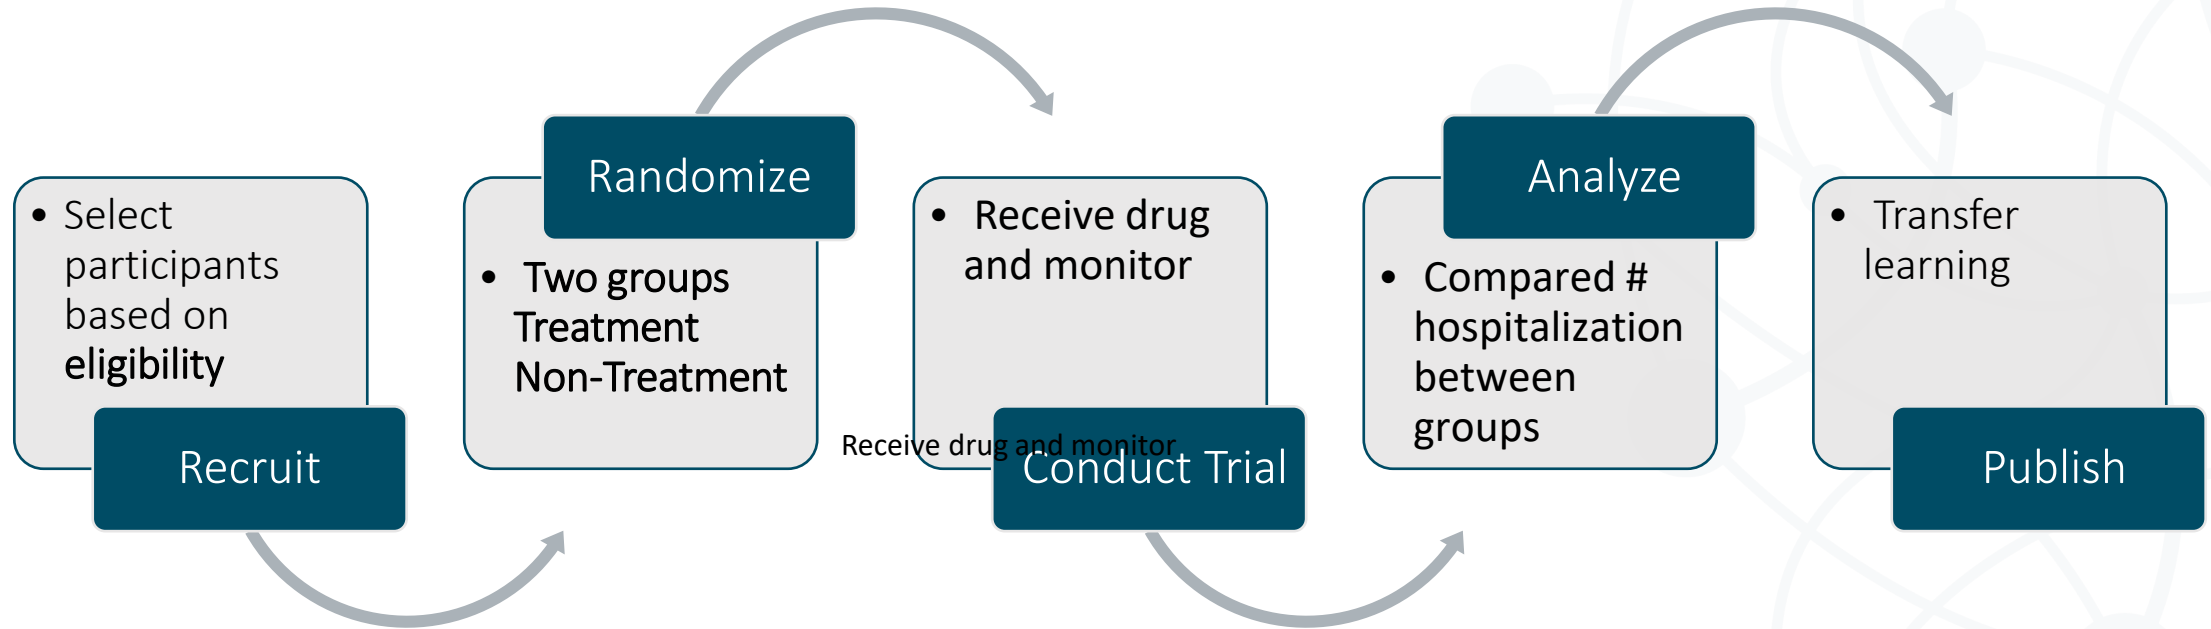 • Select
participants
based on
eligibility
Recruit
Randomize
• Two groups
Treatment
Non-Treatment
• Receive drug
and monitor
Receive drug and monitor
Conduct Trial
Analyze
• Compared #
hospitalization
between
groups
• Transfer
learning
Publish